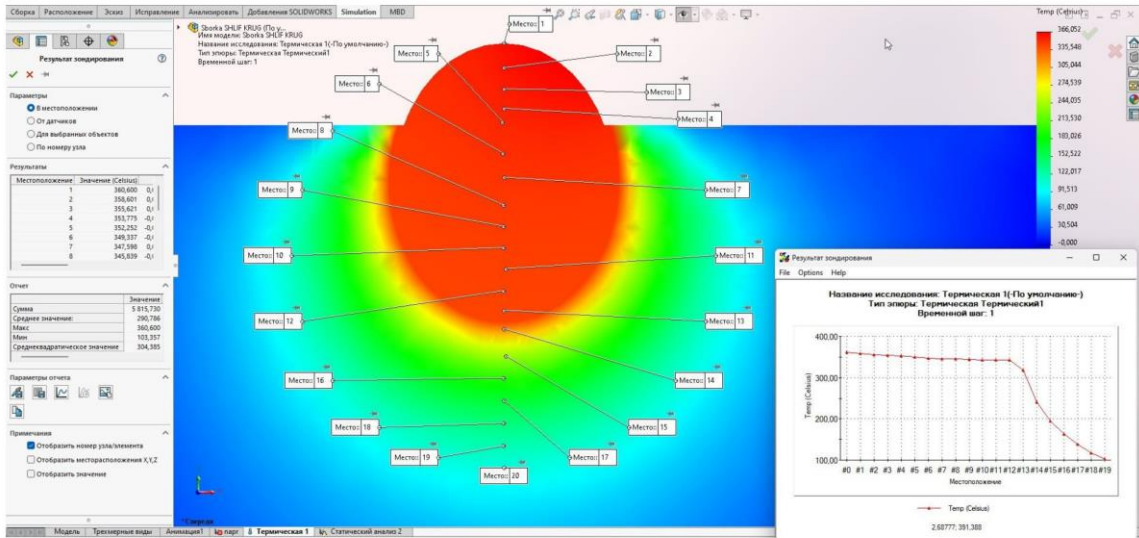 Сборка Расположение Эскиз Исправление Анализировать Добавления SOLIDWORKS Simulation MBD
Результат зондирования
Параметры
В местоположении
От датчиков
Для выбранных объектов
По номеру узла
Результаты
Местоположение Значение (Celsius)
1 360,600
2 358,601
3 355,621
4 353,775
5 352,252
6 349,337
7 347,598
8 345,839
Отчет
Значение
Сумма 5 815,730
Среднее значение: 290,786
Макс 360,600
Мин 103,357
Среднеквадратическое значение 304,385
Параметры отчета
Примечания
Отобразить номер узла/элемента
Отобразить месторасположения X,Y,Z
Отобразить значение
Sborka SHLIF KRUG (По у...
Имя модели: Sborka SHLIF KRUG
Название исследования: Термическая 1(-По умолчанию-)
Тип эпюры: Термическая Термический1
Временной шаг: 1
Место: 1
Место: 5
Место: 2
Место: 6
Место: 3
Место: 4
Место: 8
Место: 9
Место: 7
Место: 10
Место: 11
Место: 12
Место: 13
Место: 16
Место: 14
Место: 18
Место: 15
Место: 19
Место: 17
Место: 20
Temp (Celsius)
366,052
335,548
305,044
274,539
244,035
213,530
183,026
152,522
122,017
91,513
61,009
30,504
-0,000
Результат зондирования
File Options Help
Название исследования: Термическая 1(-По умолчанию-)
Тип эпюры: Термическая Термический1
Временной шаг: 1
Temp (Celsius)
400,00
300,00
200,00
100,00
#0 #1 #2 #3 #4 #5 #6 #7 #8 #9 #10 #11 #12 #13 #14 #15 #16 #17 #18 #19
Местоположение
Temp (Celsius)
2.68777; 391,388
*Спереди
Модель Трехмерные виды Анимация1 парг Термическая 1 Статический анализ 2